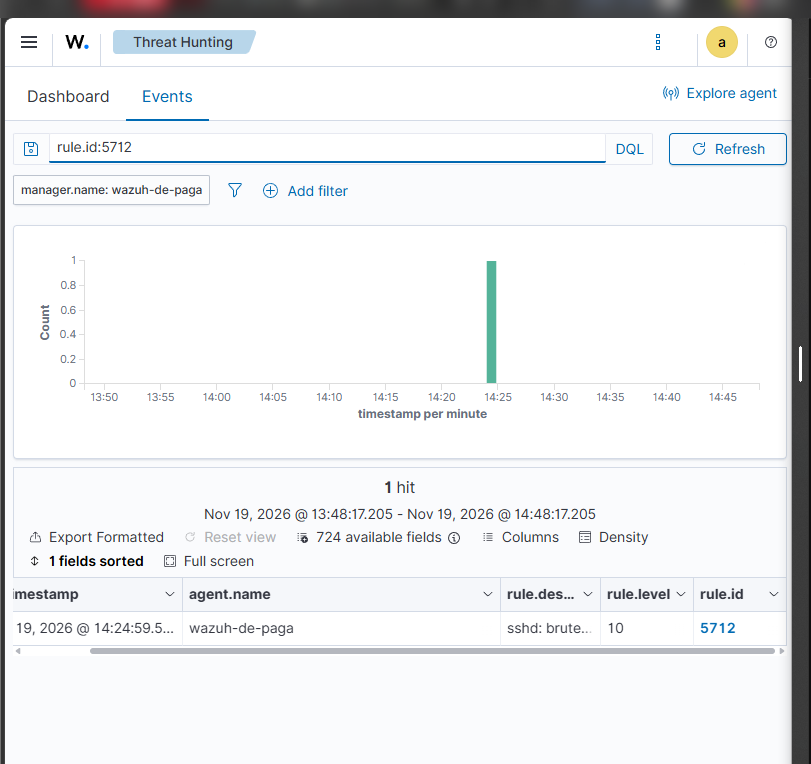 W.
Threat Hunting
a
Dashboard
Events
Explore agent
rule.id:5712
DQL
Refresh
manager.name: wazuh-de-paga
Add filter
Count
1
0.8
0.6
0.4
0.2
0
13:50 13:55 14:00 14:05 14:10 14:15 14:20 14:25 14:30 14:35 14:40 14:45
timestamp per minute
1 hit
Nov 19, 2026 @ 13:48:17.205 - Nov 19, 2026 @ 14:48:17.205
Export Formatted Reset view 724 available fields Columns Density
1 fields sorted Full screen
imestamp agent.name rule.des... rule.level rule.id
19, 2026 @ 14:24:59.5... wazuh-de-paga sshd: brute... 10 5712